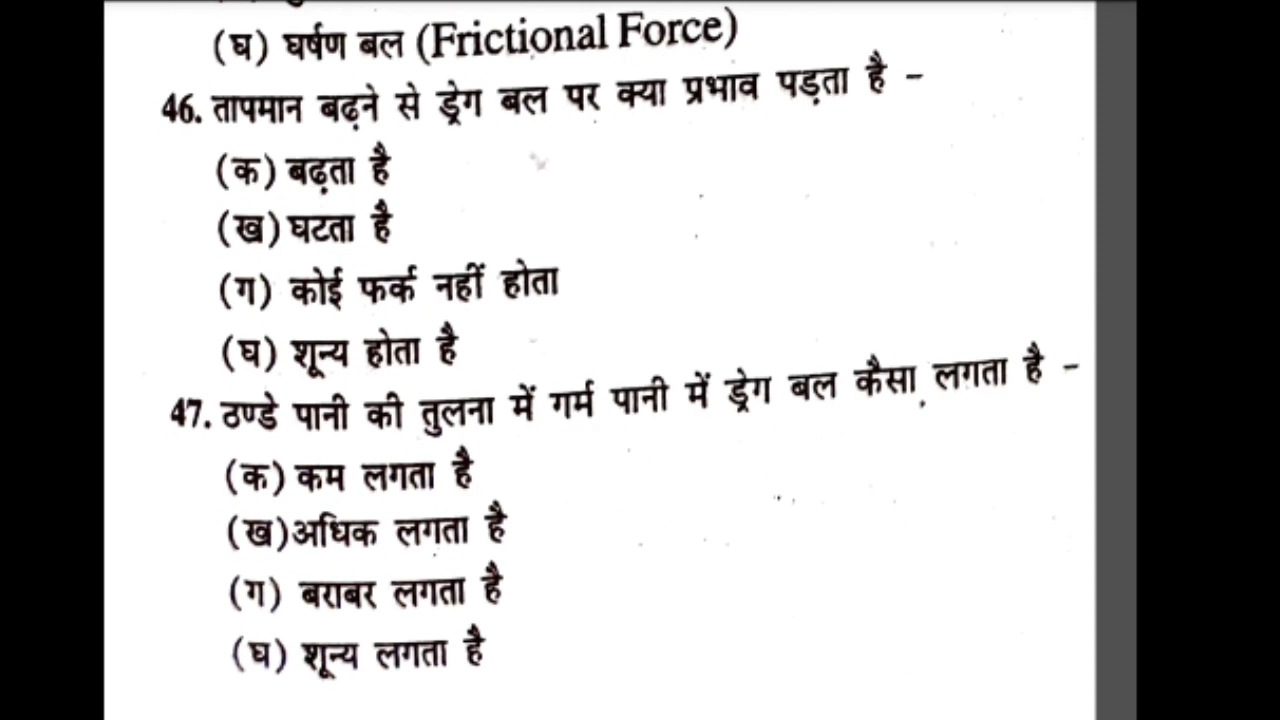 (घ) घर्षण बल (Frictional Force)
46. तापमान बढ़ने से ड्रेग बल पर क्या प्रभाव पड़ता है -
(क) बढ़ता है
(ख) घटता है
(ग) कोई फर्क नहीं होता
(घ) शून्य होता है
47. ठण्डे पानी की तुलना में गर्म पानी में ड्रेग बल कैसा लगता है -
(क) कम लगता है
(ख) अधिक लगता है
(ग) बराबर लगता है
(घ) शून्य लगता है